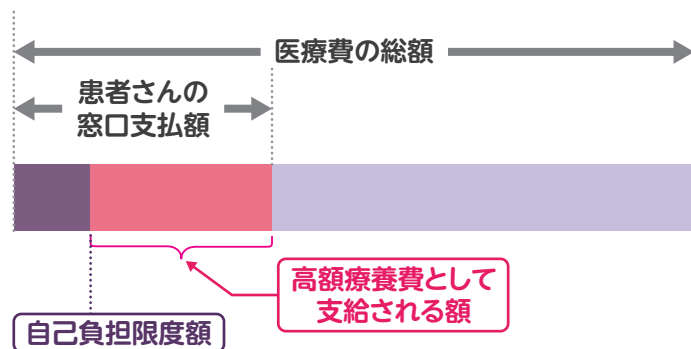 医療費の総額
患者さんの
窓口支払額
高額療養費として
支給される額
自己負担限度額